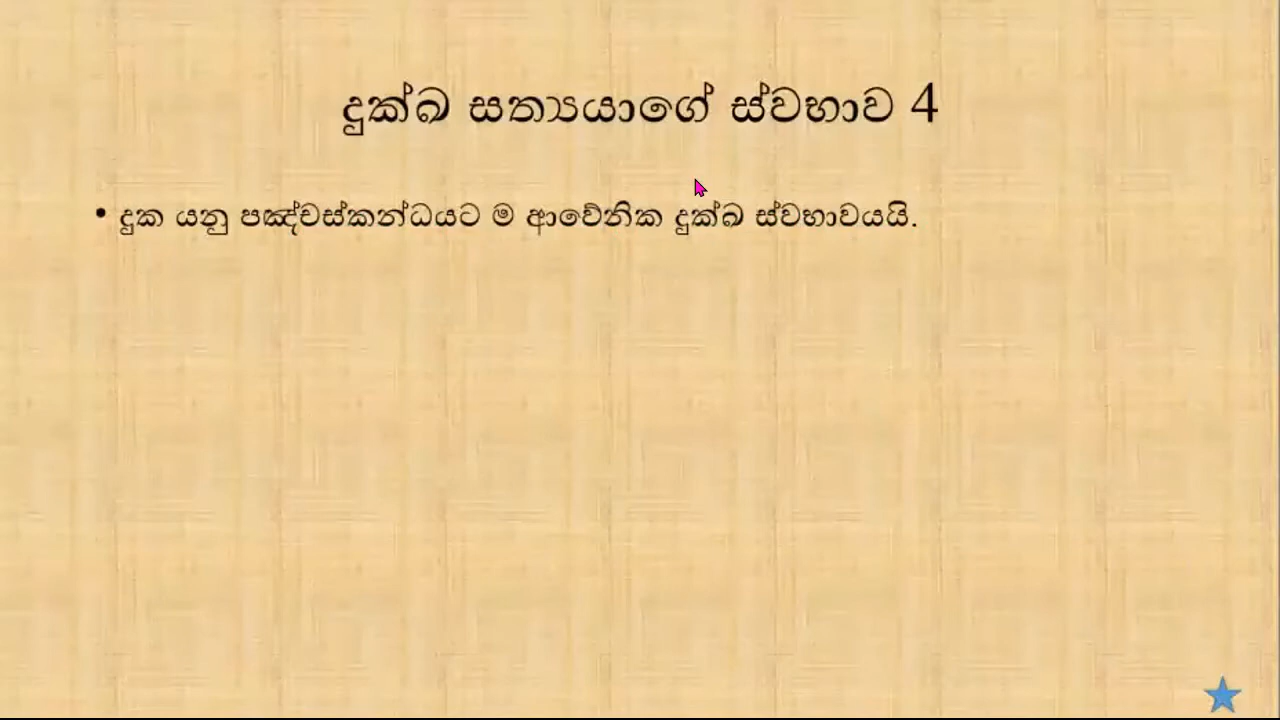 දුක්ඛ සත්‍යයාගේ ස්වභාව 4
• දුක යනු පඤ්චස්කන්ධයට ම ආවේනික දුක්ඛ ස්වභාවයයි.